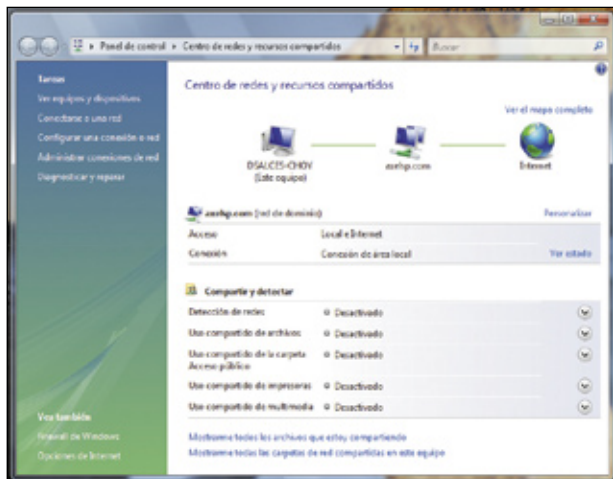 Panel de control ▸ Centro de redes y recursos compartidos
Buscar
Tareas
Ver equipos y dispositivos
Conectarse a una red
Configurar una conexión o red
Administrar conexiones de red
Diagnosticar y reparar
Centro de redes y recursos compartidos
Ver el mapa completo
(Este equipo)
Internet
(red de dominio)
Personalizar
Acceso
Local e Internet
Conexión
Conexión de área local
Ver estado
Compartir y detectar
Detección de redes
Desactivado
Uso compartido de archivos
Desactivado
Uso compartido de la carpeta
Acceso público
Desactivado
Uso compartido de impresoras
Desactivado
Uso compartido de multimedia
Desactivado
Mostrarme todos los archivos que estoy compartiendo
Mostrarme todas las carpetas de red compartidas en este equipo
Vea también
Firewall de Windows
Opciones de Internet